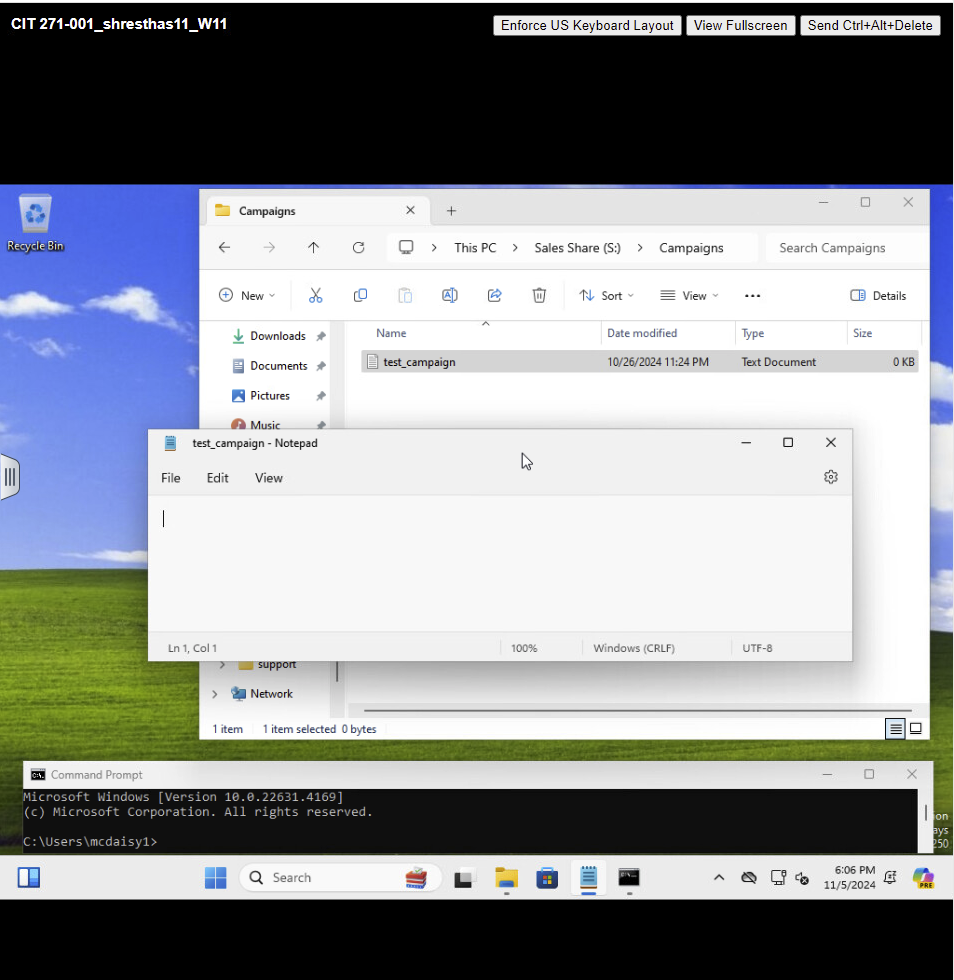 CIT 271-001_shresthas11_W11
Enforce US Keyboard Layout View Fullscreen Send Ctrl+Alt+Delete
Recycle Bin
Campaigns
This PC Sales Share (S:) Campaigns Search Campaigns
New Sort View Details
Downloads
Documents
Pictures
Music
Name Date modified Type Size
test_campaign 10/26/2024 11:24 PM Text Document 0 KB
test_campaign - Notepad
File Edit View
Ln 1, Col 1 100% Windows (CRLF) UTF-8
support
Network
1 item 1 item selected 0 bytes
Command Prompt
Microsoft Windows [Version 10.0.22631.4169]
(c) Microsoft Corporation. All rights reserved.
C:\Users\mcdaisy1>
on
ays
250
Search
6:06 PM
11/5/2024
PRE